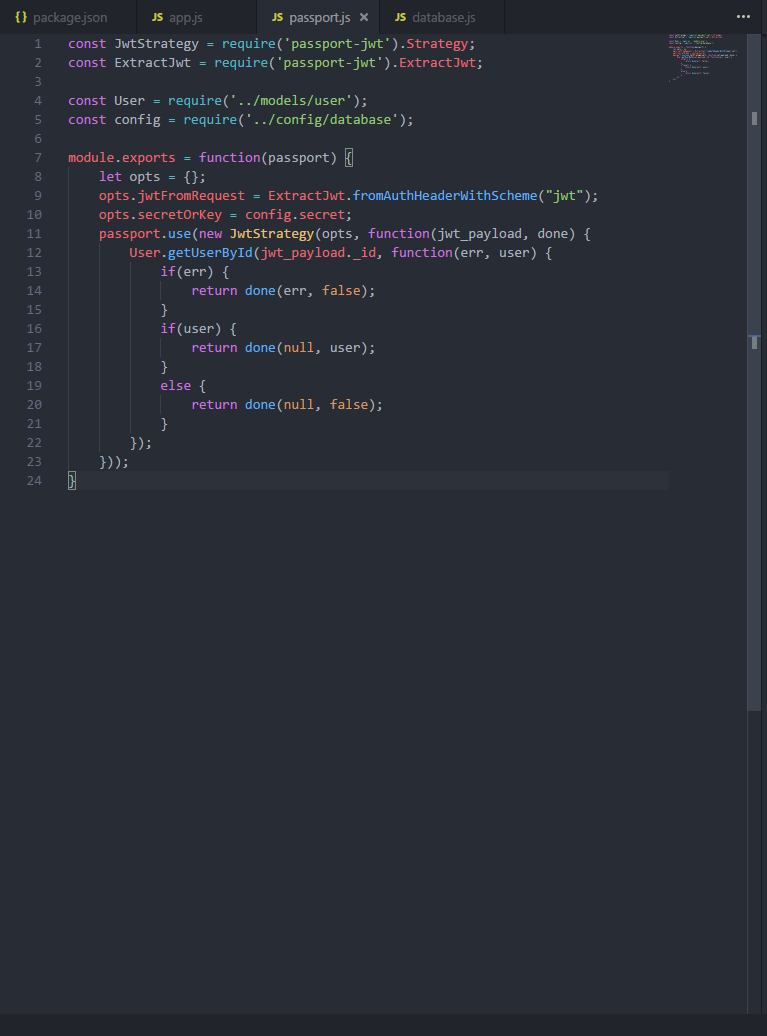 {} package.json JS app.js JS passport.js × JS database.js ...
1 const JwtStrategy = require('passport-jwt').Strategy;
2 const ExtractJwt = require('passport-jwt').ExtractJwt;
3
4 const User = require('../models/user');
5 const config = require('../config/database');
6
7 module.exports = function(passport) {
8     let opts = {};
9     opts.jwtFromRequest = ExtractJwt.fromAuthHeaderWithScheme("jwt");
10     opts.secretOrKey = config.secret;
11     passport.use(new JwtStrategy(opts, function(jwt_payload, done) {
12         User.getUserById(jwt_payload._id, function(err, user) {
13             if(err) {
14                 return done(err, false);
15             }
16             if(user) {
17                 return done(null, user);
18             }
19             else {
20                 return done(null, false);
21             }
22         });
23     }));
24 }